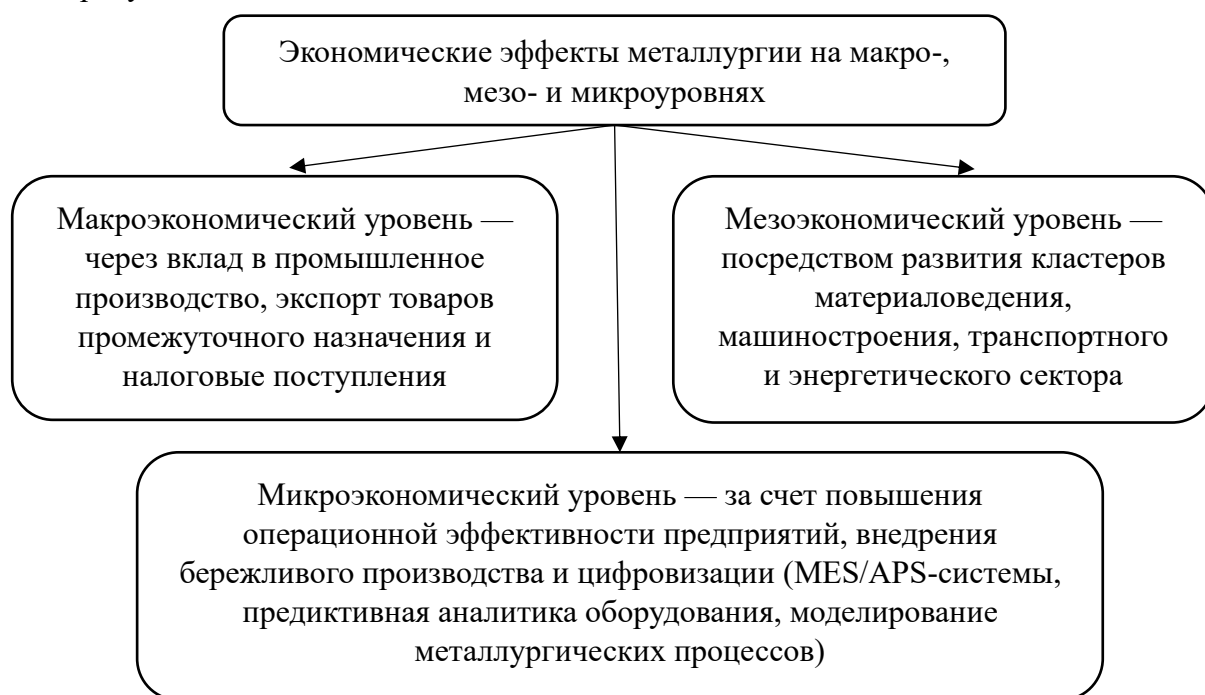 Экономические эффекты металлургии на макро-,
мезо- и микроуровнях
Макроэкономический уровень —
через вклад в промышленное
производство, экспорт товаров
промежуточного назначения и
налоговые поступления
Мезоэкономический уровень —
посредством развития кластеров
материаловедения,
машиностроения, транспортного
и энергетического сектора
Микроэкономический уровень — за счет повышения
операционной эффективности предприятий, внедрения
бережливого производства и цифровизации (MES/APS-системы,
предиктивная аналитика оборудования, моделирование
металлургических процессов)